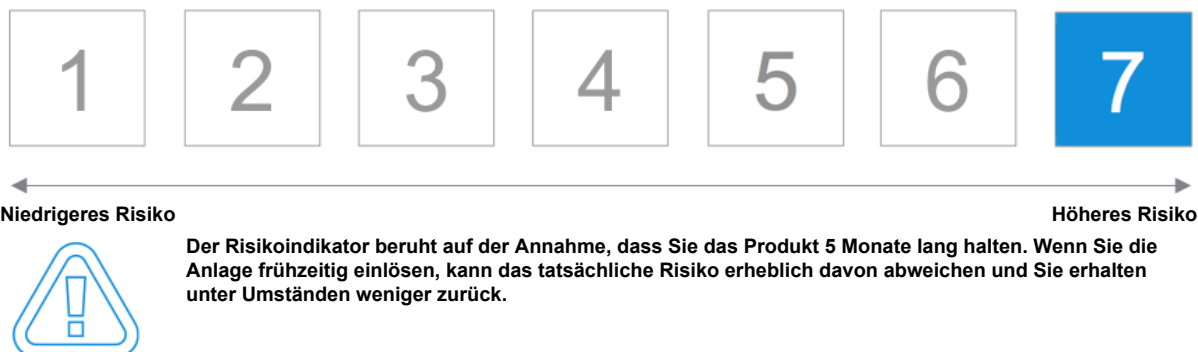 1 2 3 4 5 6 7
Niedrigeres Risiko Höheres Risiko
Der Risikoindikator beruht auf der Annahme, dass Sie das Produkt 5 Monate lang halten. Wenn Sie die
Anlage frühzeitig einlösen, kann das tatsächliche Risiko erheblich davon abweichen und Sie erhalten
unter Umständen weniger zurück.